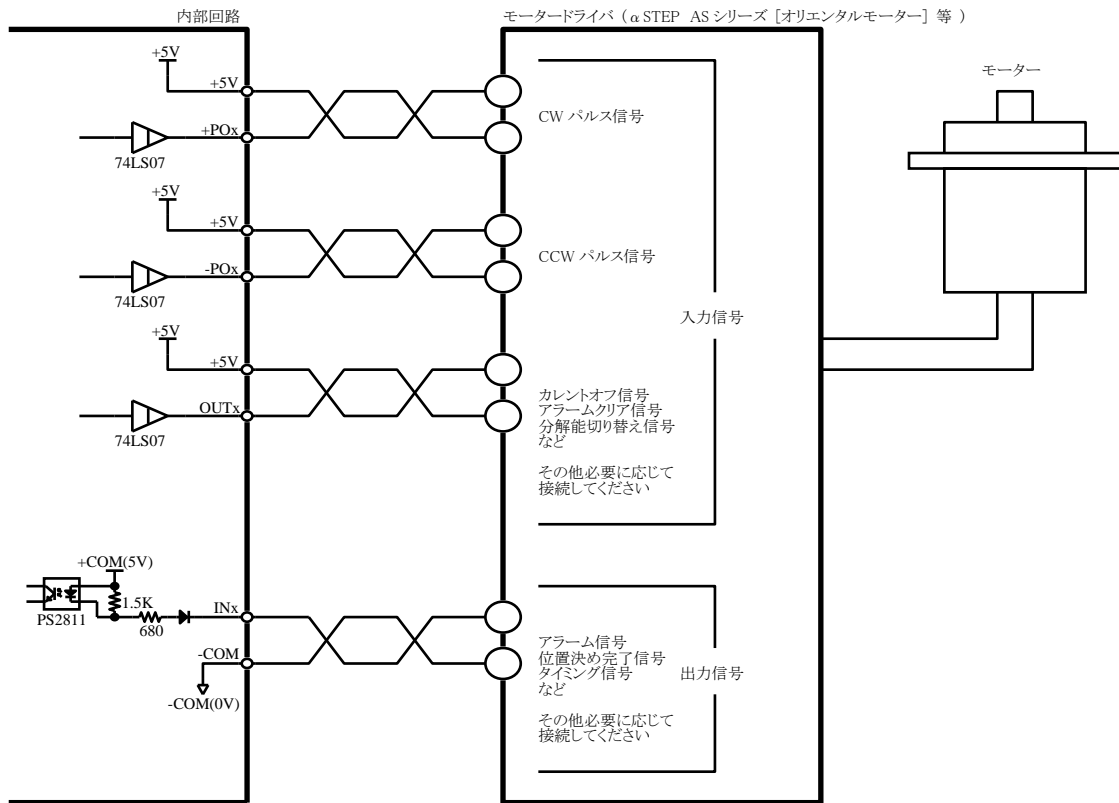 内部回路
モータードライバ ( α STEP AS シリーズ [オリエンタルモーター] 等 )
モーター
+5V
+5V
+POx
74LS07
CW パルス信号
+5V
+5V
-POx
74LS07
CCW パルス信号
入力信号
+5V
+5V
OUTx
74LS07
カレントオフ信号
アラームクリア信号
分解能切り替え信号
など
その他必要に応じて
接続してください
+COM(5V)
1.5K
PS2811
680
INx
-COM
-COM(0V)
アラーム信号
位置決め完了信号
タイミング信号
など
出力信号
その他必要に応じて
接続してください